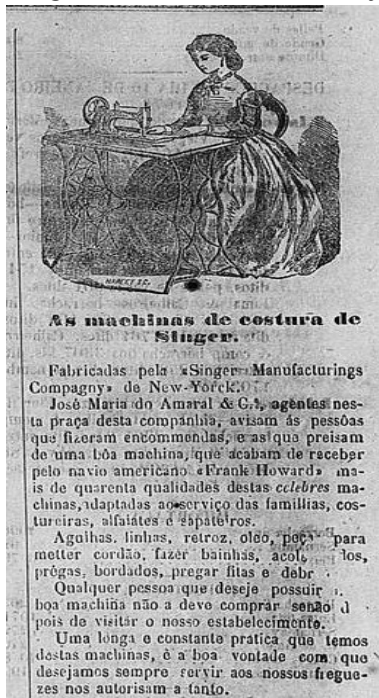 As machinas de costura de
Singer.
Fabricadas pela «Singer Manufacturings
Compagny» de New-Yorck.
José Maria do Amaral & C.ª, agentes nes-
ta praça desta companhia, avisam ás pessôas
que fizeram encommendas, e as que preisam
de uma bôa machina, que acabam de receber
pelo navio americano «Frank Howard» ma-
is de quarenta qualidades destas celebres ma-
chinas, adaptadas ao serviço das famillias, cos-
tureiras, alfaiates e sapateiros.
Agulhas, linhas, retroz, oleo, peça para
metter cordão, fazer bainhas,
prégas, bordados, pregar fitas e
Qualquer pessoa que deseje possuir
boa machina não a deve comprar senão
pois de visitar o nosso estabelecimento.
Uma longa e constante pratica que temos
destas machinas, e a boa vontade com que
desejamos sempre servir aos nossos fregue-
zes nos autorisam a tanto.